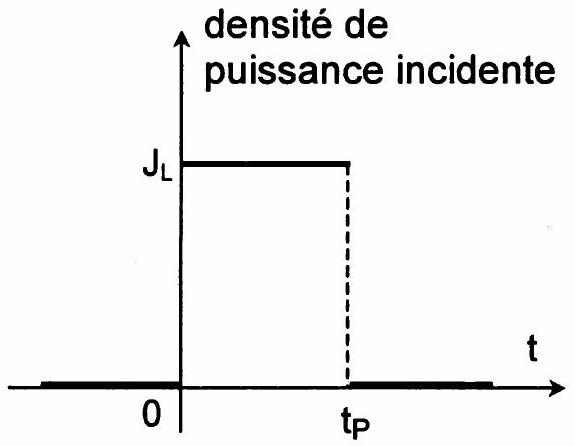 densité de
puissance incidente
J_L
t
0
t_P